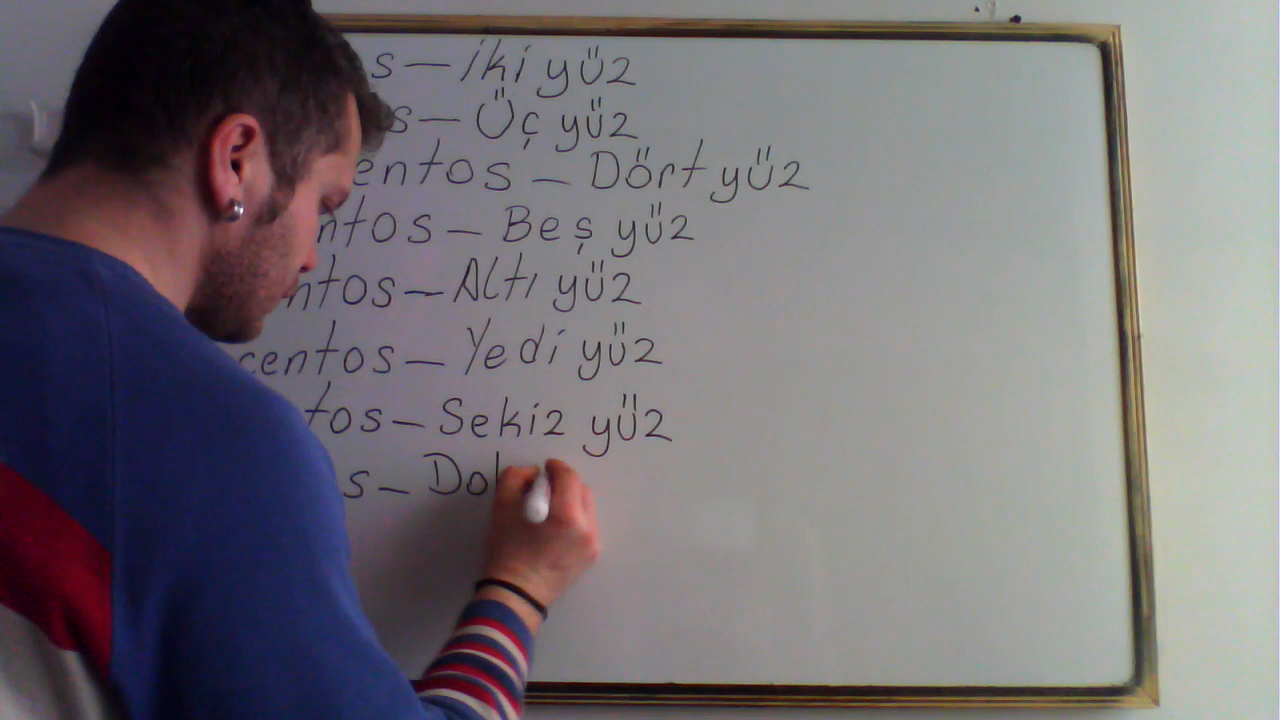 s – İki yüz
s – Üç yüz
entos – Dört yüz
ntos – Beş yüz
ntos – Altı yüz
centos – Yedi yüz
tos – Sekiz yüz
s – Dok